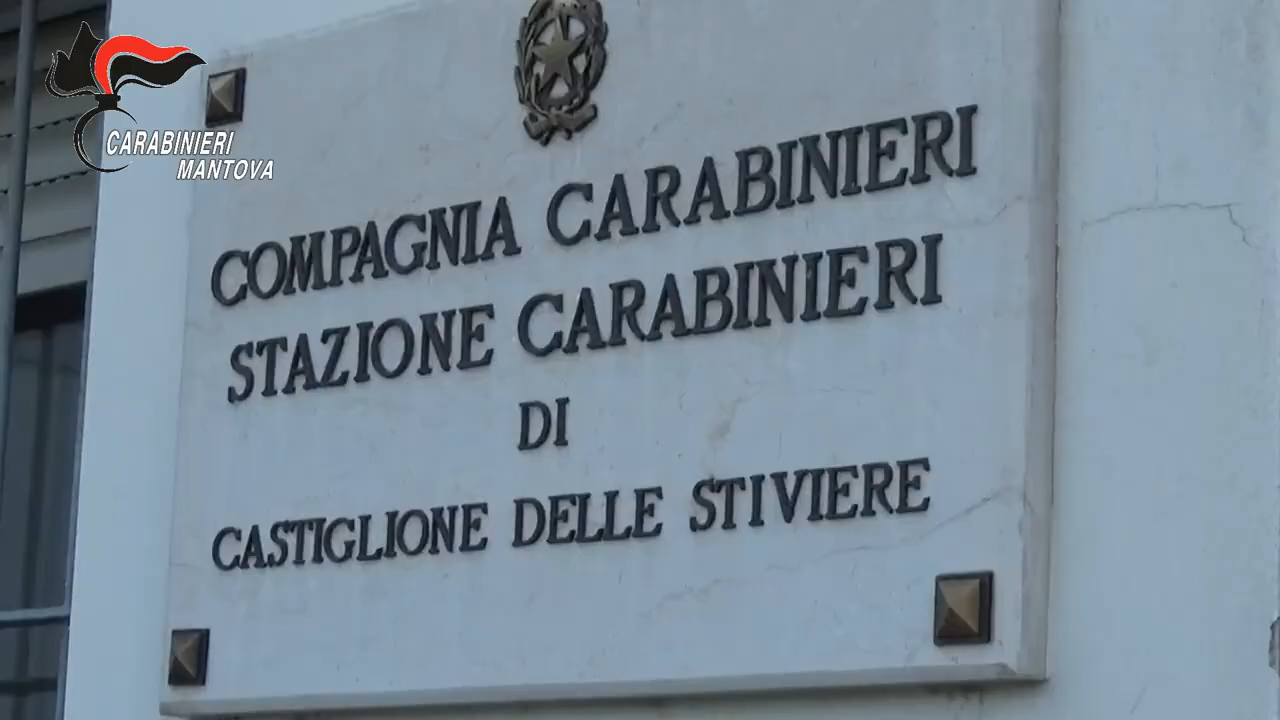 CARABINIERI
MANTOVA
COMPAGNIA CARABINIERI
STAZIONE CARABINIERI
DI
CASTIGLIONE DELLE STIVIERE